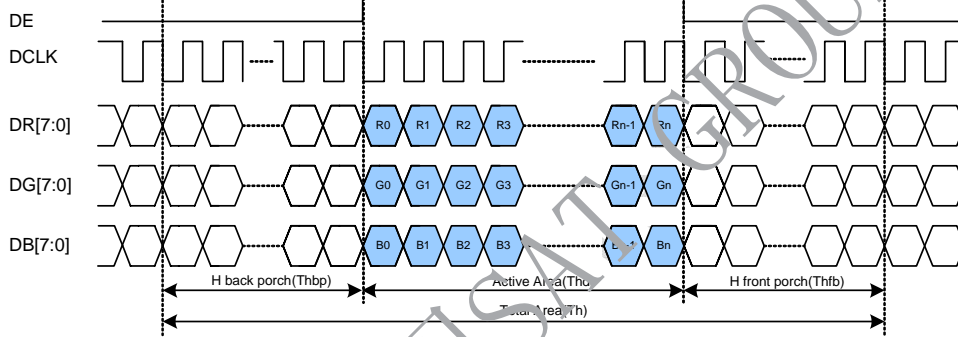 DE
DCLK
DR[7:0] R0 R1 R2 R3 Rn-1 Rn
DG[7:0] G0 G1 G2 G3 Gn-1 Gn
DB[7:0] B0 B1 B2 B3 Bn
H back porch(Thbp) Active Area(Thd) H front porch(Thfb)
Total Area(Th)